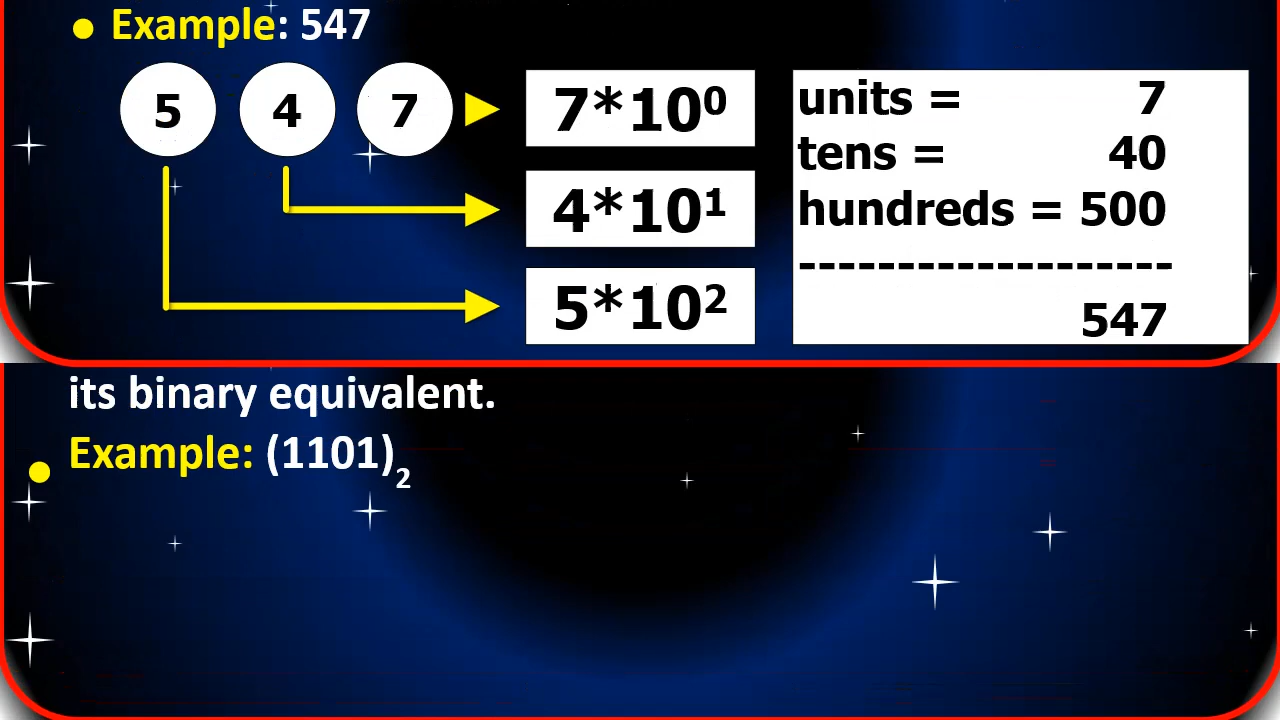 Example: 547
5 4 7
7*10⁰
4*10¹
5*10²
units = 7
tens = 40
hundreds = 500
-------------------
547
its binary equivalent.
Example: (1101)₂